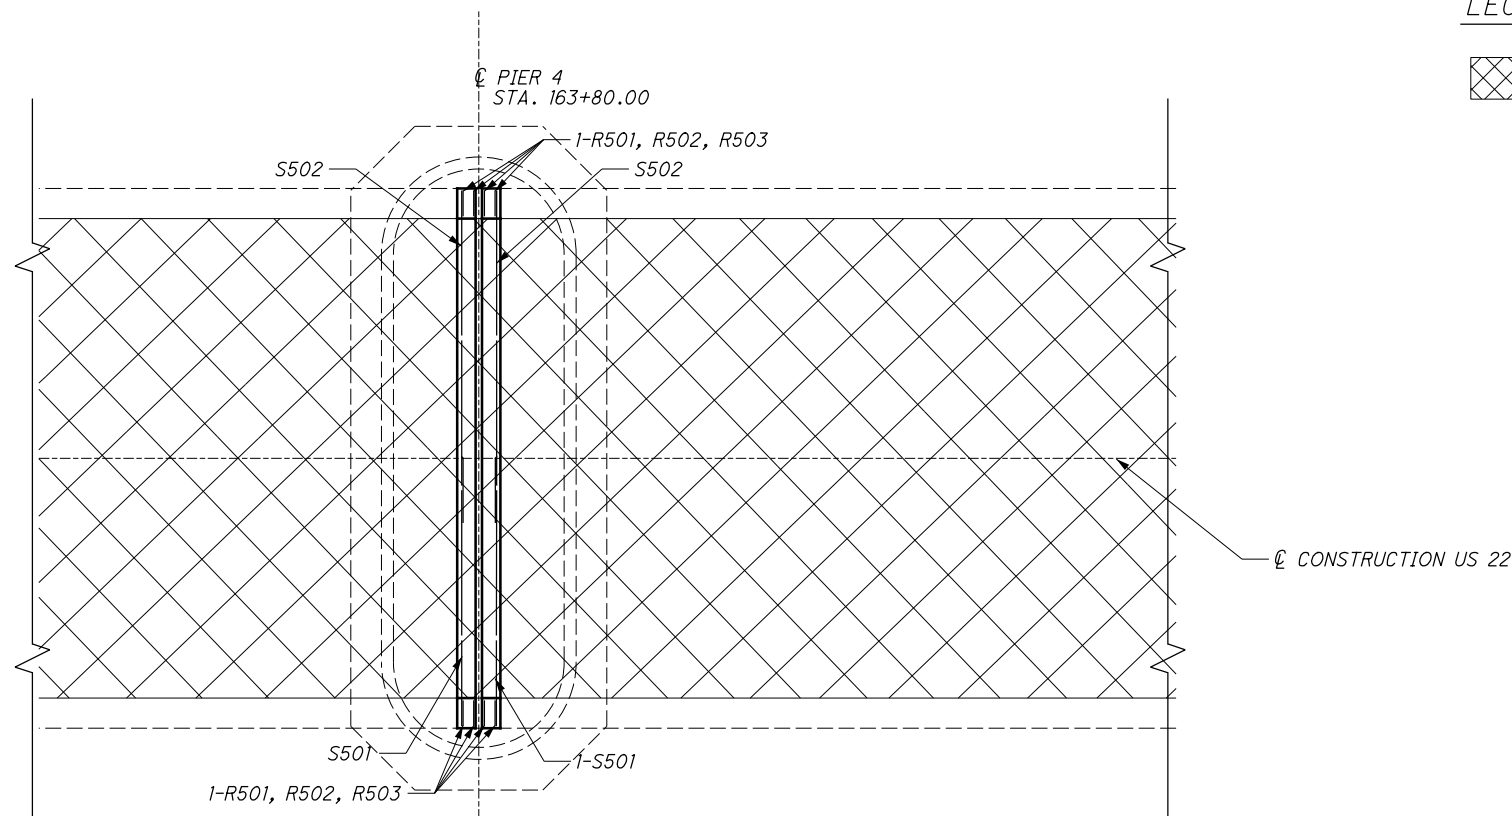 ℄ PIER 4
STA. 163+80.00
1-R501, R502, R503
S502
S502
℄ CONSTRUCTION US 22
S501
1-S501
1-R501, R502, R503